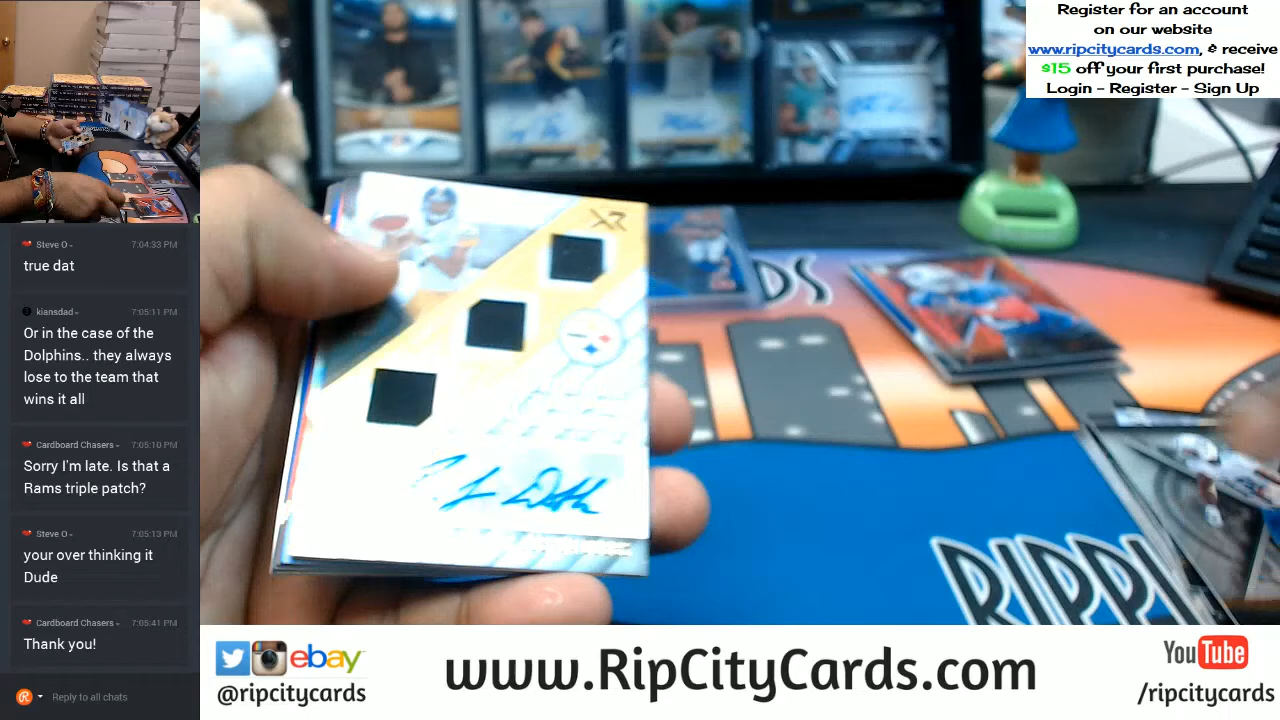 Register for an account
on our website
www.ripcitycards.com, & receive
$15 off your first purchase!
Login - Register - Sign Up
Steve O
7:04:33 PM
true dat
kiansdad
7:05:11 PM
Or in the case of the
Dolphins.. they always
lose to the team that
wins it all
Cardboard Chasers
7:05:10 PM
Sorry I'm late. Is that a
Rams triple patch?
Steve O
7:05:13 PM
your over thinking it
Dude
Cardboard Chasers
7:05:41 PM
Thank you!
Reply to all chats
XR
RDS
RIPPI
ebay
@ripcitycards
www.RipCityCards.com
YouTube
/ripcitycards